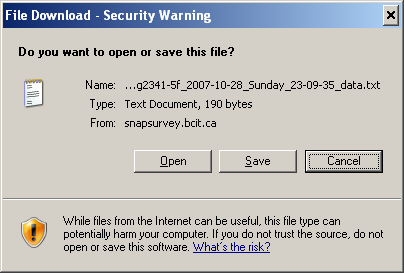 File Download - Security Warning
Do you want to open or save this file?
Name: ...g2341-5f_2007-10-28_Sunday_23-09-35_data.txt
Type: Text Document, 190 bytes
From: snapsurvey.bcit.ca
Open Save Cancel
While files from the Internet can be useful, this file type can
potentially harm your computer. If you do not trust the source, do not
open or save this software. What's the risk?